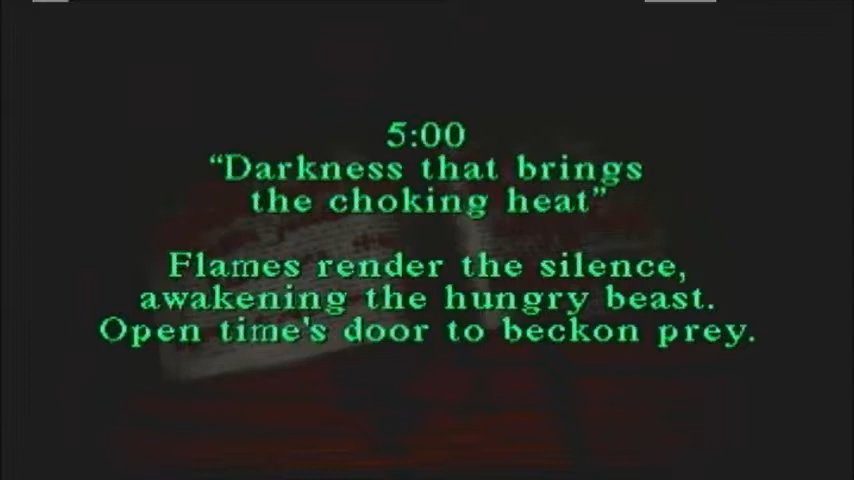 5:00
“Darkness that brings
the choking heat”
Flames render the silence,
awakening the hungry beast.
Open time's door to beckon prey.